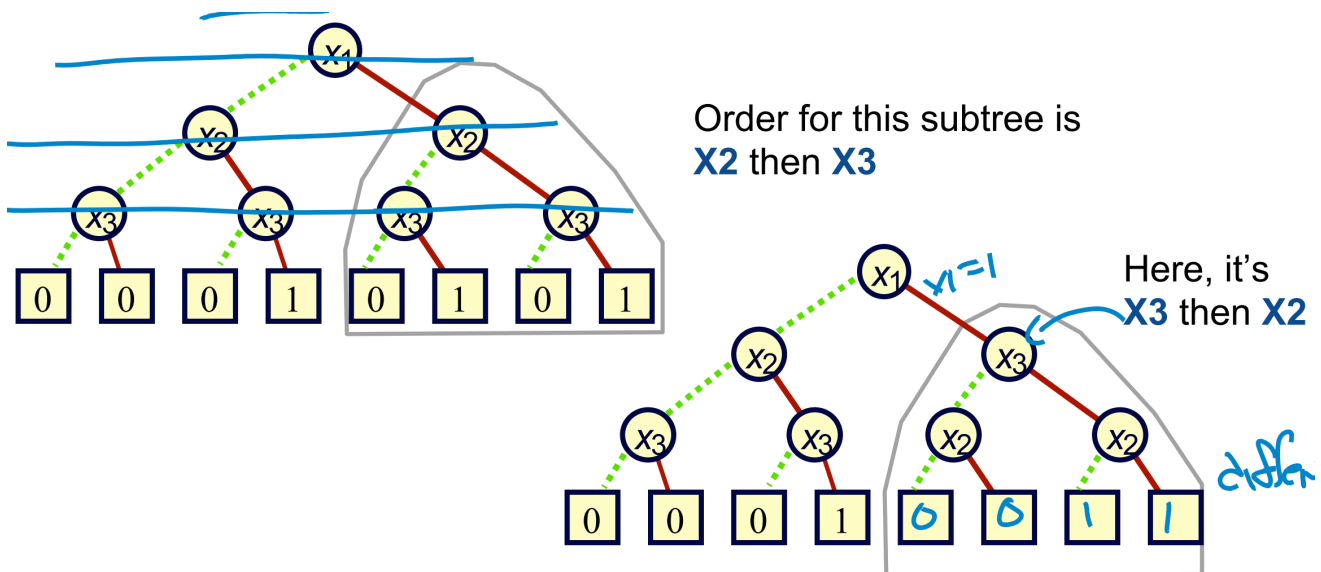 x1
Order for this subtree is
X2 then X3
x2 x2
x3 x3 x3 x3
0 0 0 1 0 1 0 1
x1 x1=1
Here, it's
X3 then X2
x2 x3
x3 x3 x2 x2
differ
0 0 0 1 0 0 1 1